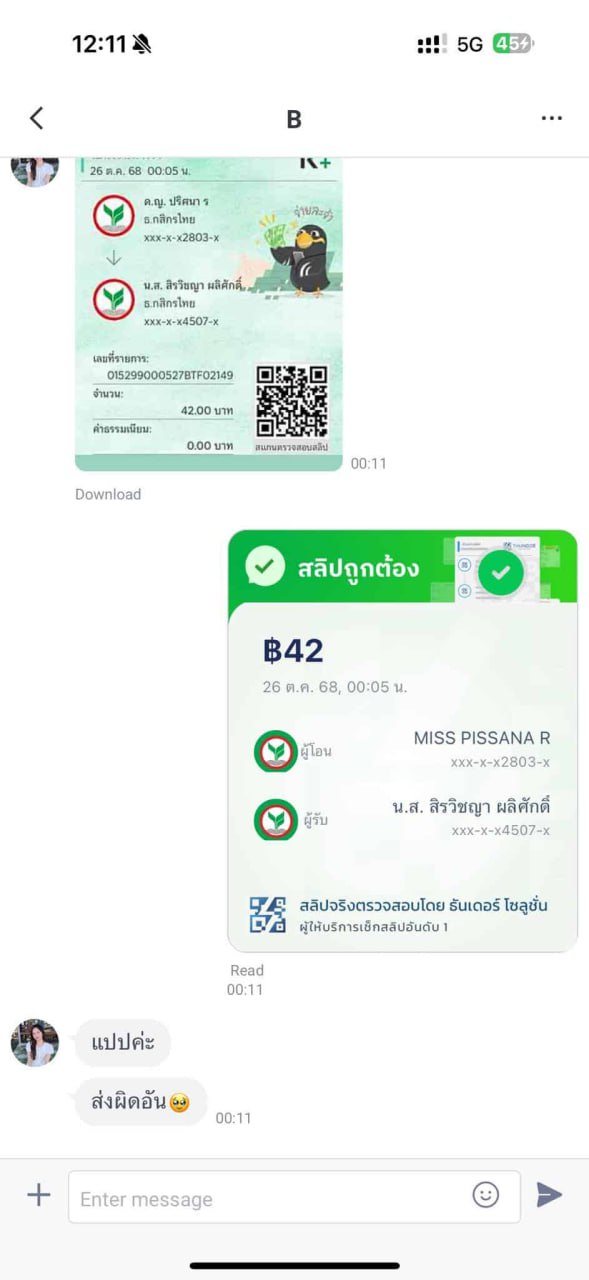 12:11
5G 45
B
K+
26 ต.ค. 68 00:05 น.
จ่ายละจ้า
ด.ญ. ปริศนา ร
ธ.กสิกรไทย
xxx-x-x2803-x
น.ส. สิรวิชญา ผลิศักดิ์
ธ.กสิกรไทย
xxx-x-x4507-x
เลขที่รายการ:
015299000527BTF02149
จำนวน:
42.00 บาท
ค่าธรรมเนียม:
0.00 บาท
สแกนตรวจสอบสลิป
00:11
Download
สลิปถูกต้อง
฿42
26 ต.ค. 68, 00:05 น.
ผู้โอน
MISS PISSANA R
xxx-x-x2803-x
ผู้รับ
น.ส. สิรวิชญา ผลิศักดิ์
xxx-x-x4507-x
สลิปจริงตรวจสอบโดย ธันเดอร์ โซลูชั่น
ผู้ให้บริการเช็กสลิปอันดับ 1
Read
00:11
แปปค่ะ
ส่งผิดอัน🥹
00:11
Enter message